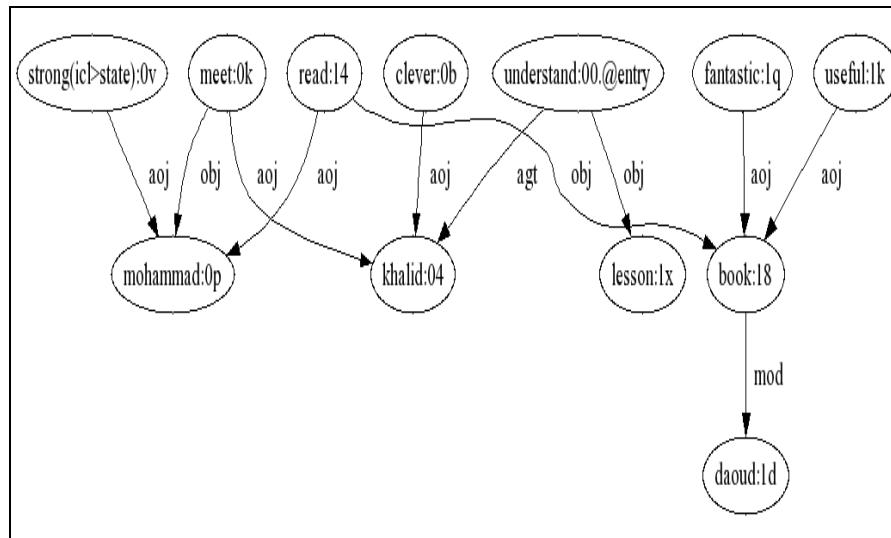 strong(icl>state):0v meet:0k read:14 clever:0b understand:00.@entry fantastic:1q useful:1k
aoj obj aoj aoj aoj agt obj obj aoj aoj
mohammad:0p khalid:04 lesson:1x book:18
mod
daoud:1d